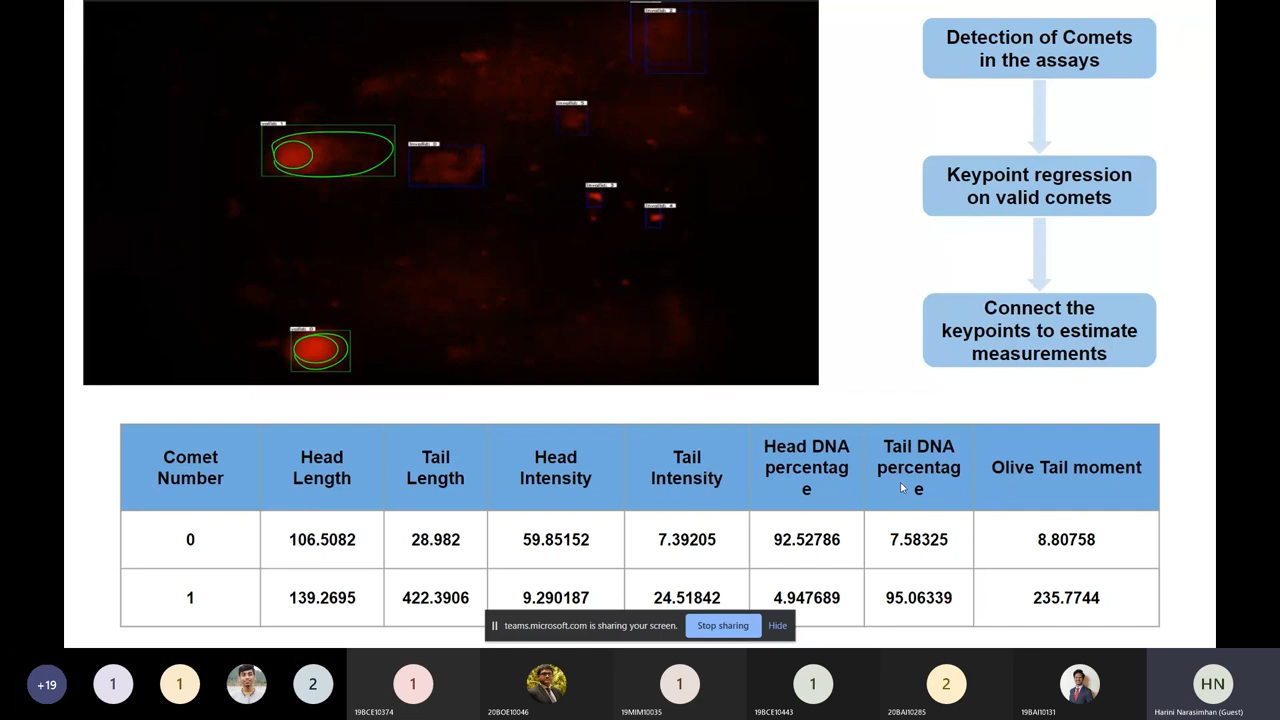 Detection of Comets
in the assays
Keypoint regression
on valid comets
Connect the
keypoints to estimate
measurements
Comet Number
Head Length
Tail Length
Head Intensity
Tail Intensity
Head DNA percentag e
Tail DNA percentag e
Olive Tail moment
0 106.5082 28.982 59.85152 7.39205 92.52786 7.58325 8.80758
1 139.2695 422.3906 9.290187 24.51842 4.947689 95.06339 235.7744
teams.microsoft.com is sharing your screen. Stop sharing Hide
+19 1 1 2 1 1 1 2 HN
19BCE10374 20BOE10046 19MIM10035 19BCE10443 20BAI10285 19BAI10131 Harini Narasimhan (Guest)